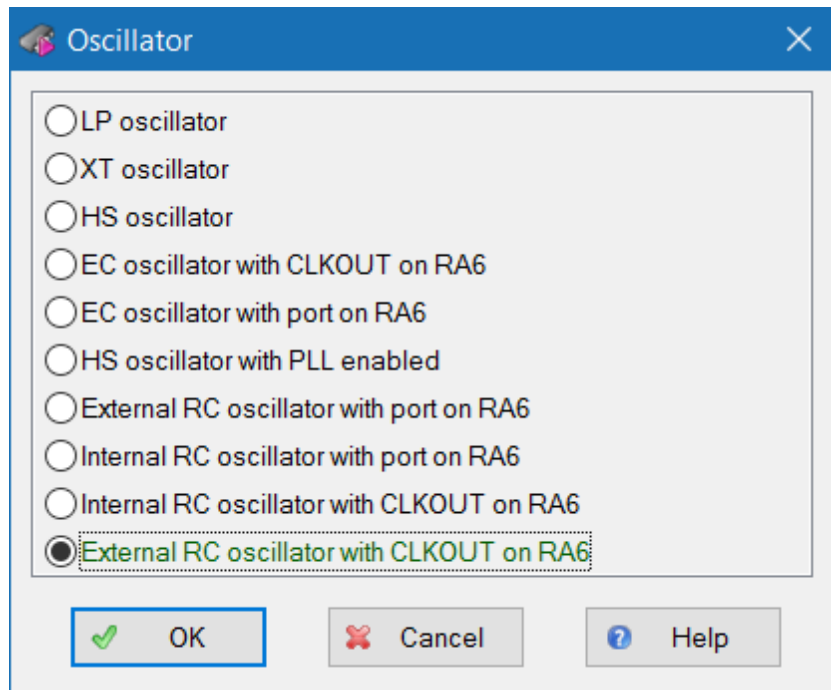 Oscillator
LP oscillator
XT oscillator
HS oscillator
EC oscillator with CLKOUT on RA6
EC oscillator with port on RA6
HS oscillator with PLL enabled
External RC oscillator with port on RA6
Internal RC oscillator with port on RA6
Internal RC oscillator with CLKOUT on RA6
External RC oscillator with CLKOUT on RA6
OK Cancel Help